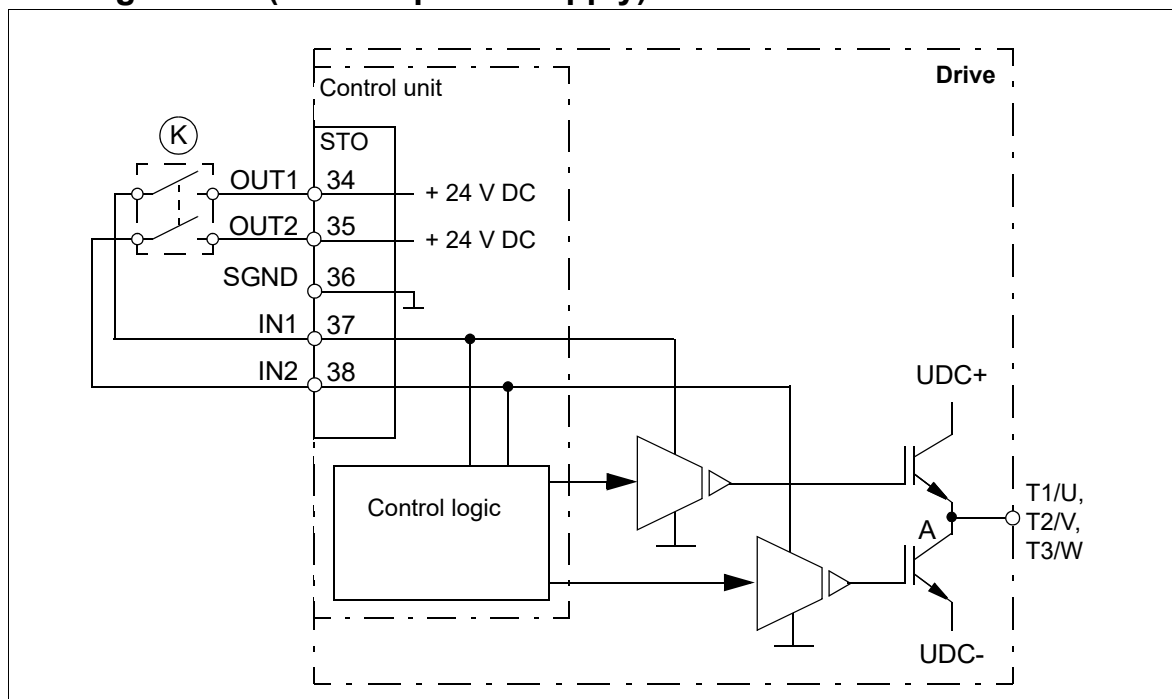 Drive
Control unit
K
STO
OUT1 34 + 24 V DC
OUT2 35 + 24 V DC
SGND 36
IN1 37
IN2 38
UDC+
Control logic
T1/U,
T2/V,
T3/W
A
UDC-